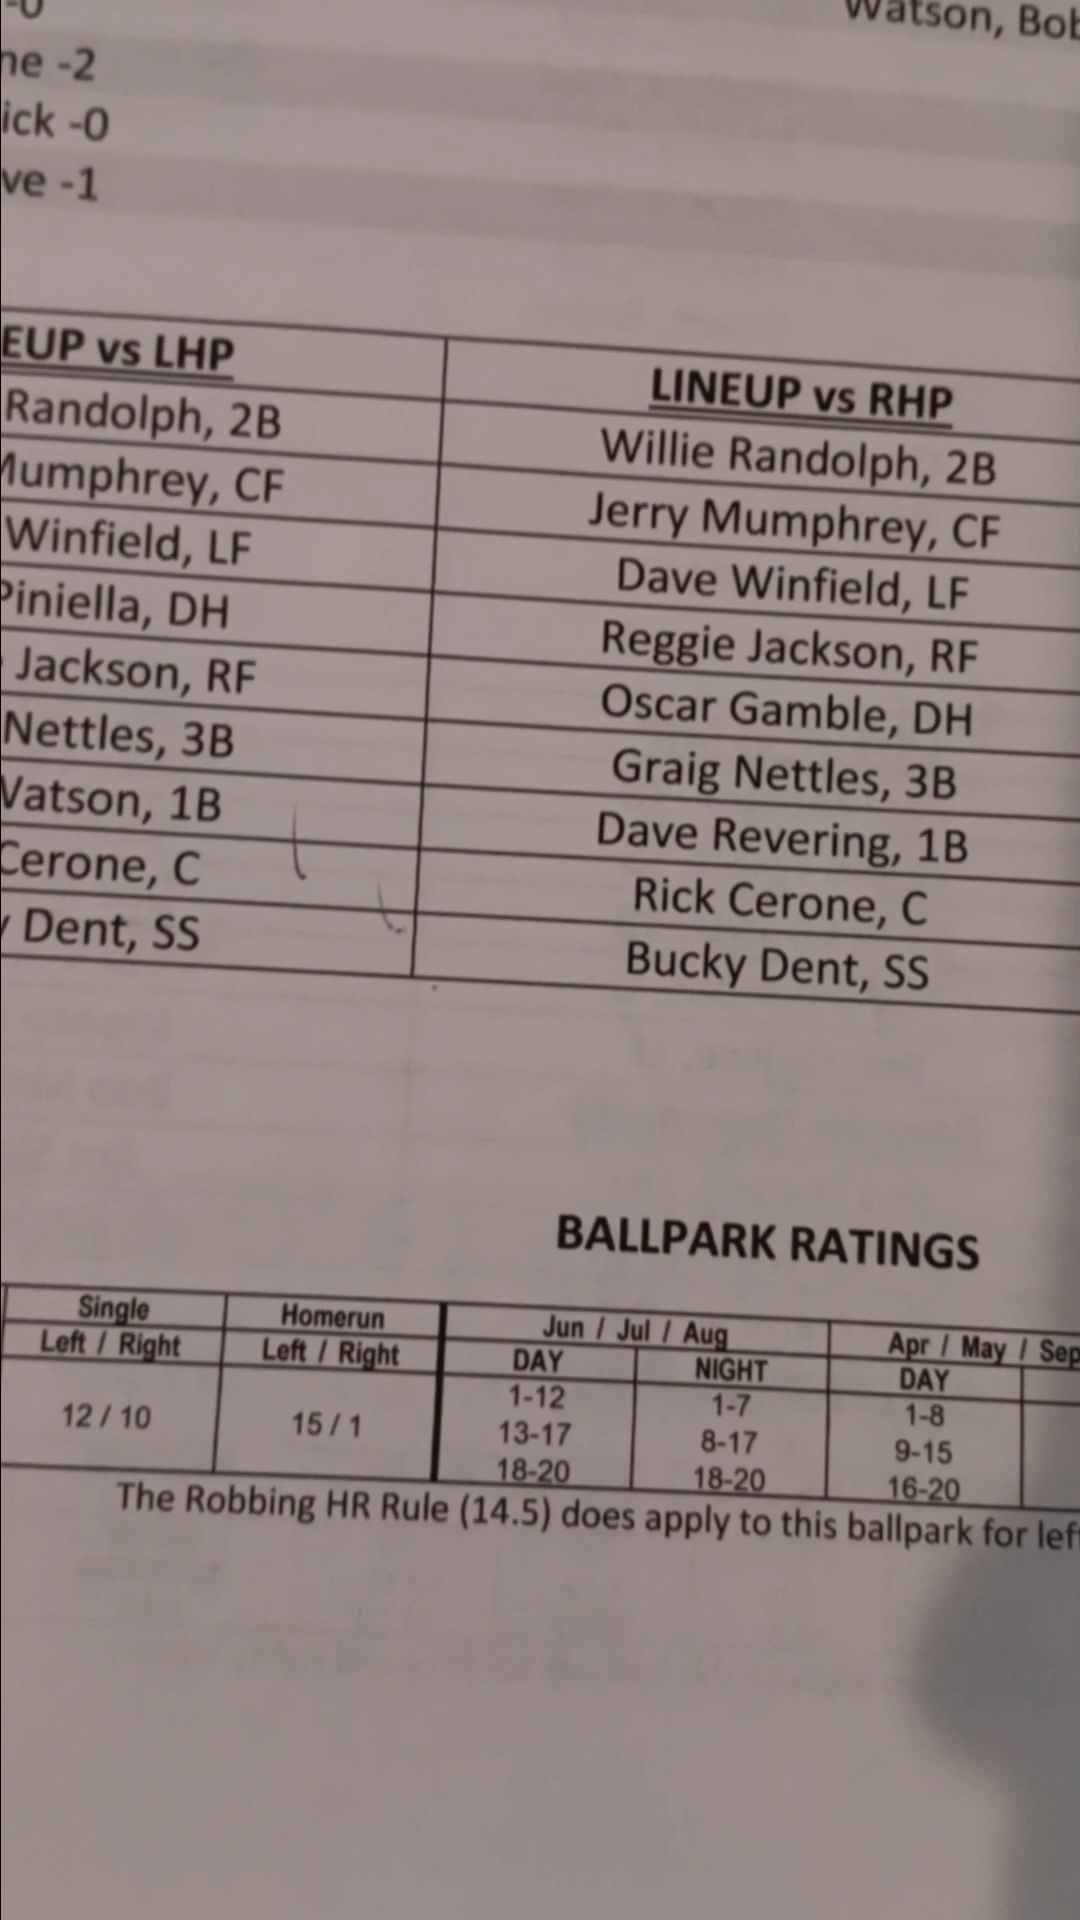 -0
Watson, Bob
ne -2
ick -0
ve -1
EUP vs LHP
Randolph, 2B
Mumphrey, CF
Winfield, LF
Piniella, DH
Jackson, RF
Nettles, 3B
Watson, 1B
Cerone, C
y Dent, SS
LINEUP vs RHP
Willie Randolph, 2B
Jerry Mumphrey, CF
Dave Winfield, LF
Reggie Jackson, RF
Oscar Gamble, DH
Graig Nettles, 3B
Dave Revering, 1B
Rick Cerone, C
Bucky Dent, SS
BALLPARK RATINGS
Single Homerun Jun / Jul / Aug Apr / May / Sep
Left / Right Left / Right DAY NIGHT DAY
12 / 10 15 / 1
1-12 1-7 1-8
13-17 8-17 9-15
18-20 18-20 16-20
The Robbing HR Rule (14.5) does apply to this ballpark for lef